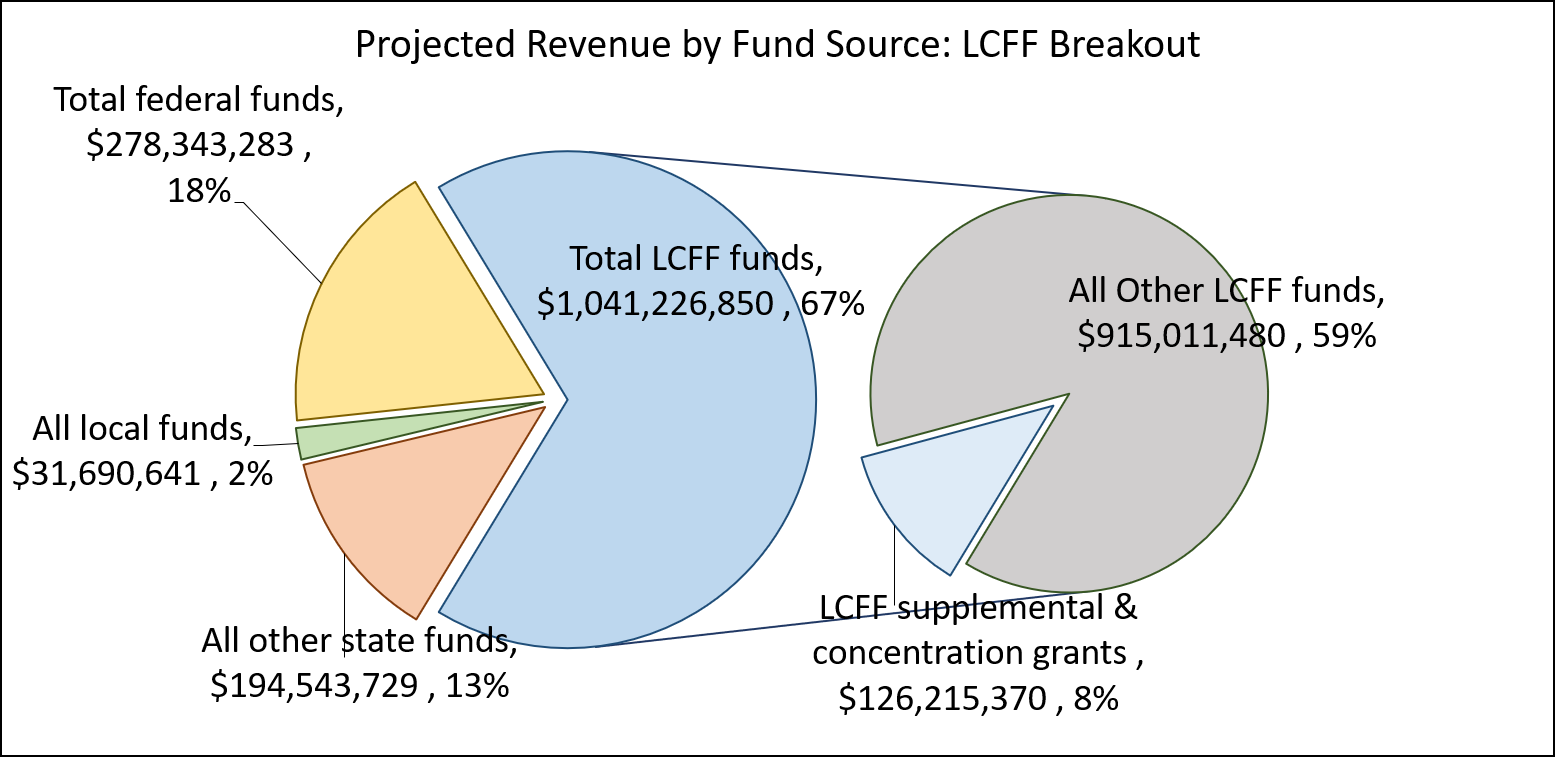 Projected Revenue by Fund Source: LCFF Breakout
Total federal funds,
$278,343,283 ,
18%
Total LCFF funds,
$1,041,226,850 , 67%
All Other LCFF funds,
$915,011,480 , 59%
All local funds,
$31,690,641 , 2%
All other state funds,
$194,543,729 , 13%
LCFF supplemental &
concentration grants ,
$126,215,370 , 8%